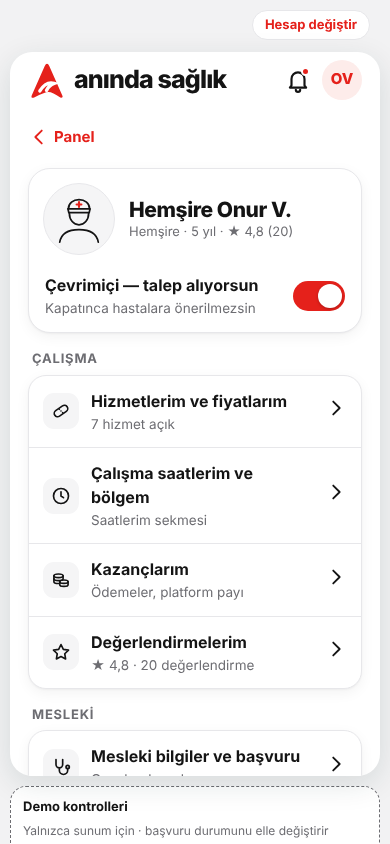 Hesap değiştir
anında sağlık
OV
Panel
Hemşire Onur V.
Hemşire · 5 yıl · ★ 4,8 (20)
Çevrimiçi — talep alıyorsun
Kapatınca hastalara önerilmezsin
ÇALIŞMA
Hizmetlerim ve fiyatlarım
7 hizmet açık
Çalışma saatlerim ve
bölgem
Saatlerim sekmesi
Kazançlarım
Ödemeler, platform payı
Değerlendirmelerim
★ 4,8 · 20 değerlendirme
MESLEKİ
Mesleki bilgiler ve başvuru
Demo kontrolleri
Yalnızca sunum için · başvuru durumunu elle değiştir